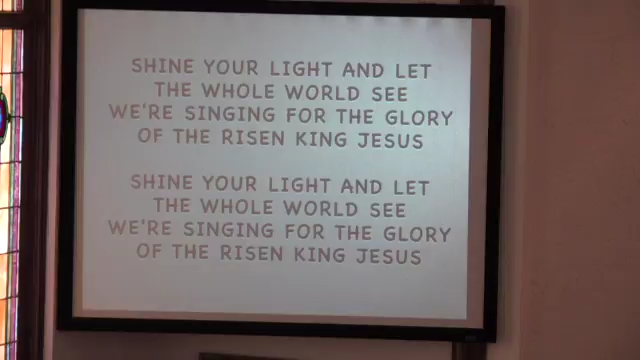 SHINE YOUR LIGHT AND LET
THE WHOLE WORLD SEE
WE'RE SINGING FOR THE GLORY
OF THE RISEN KING JESUS
SHINE YOUR LIGHT AND LET
THE WHOLE WORLD SEE
WE'RE SINGING FOR THE GLORY
OF THE RISEN KING JESUS